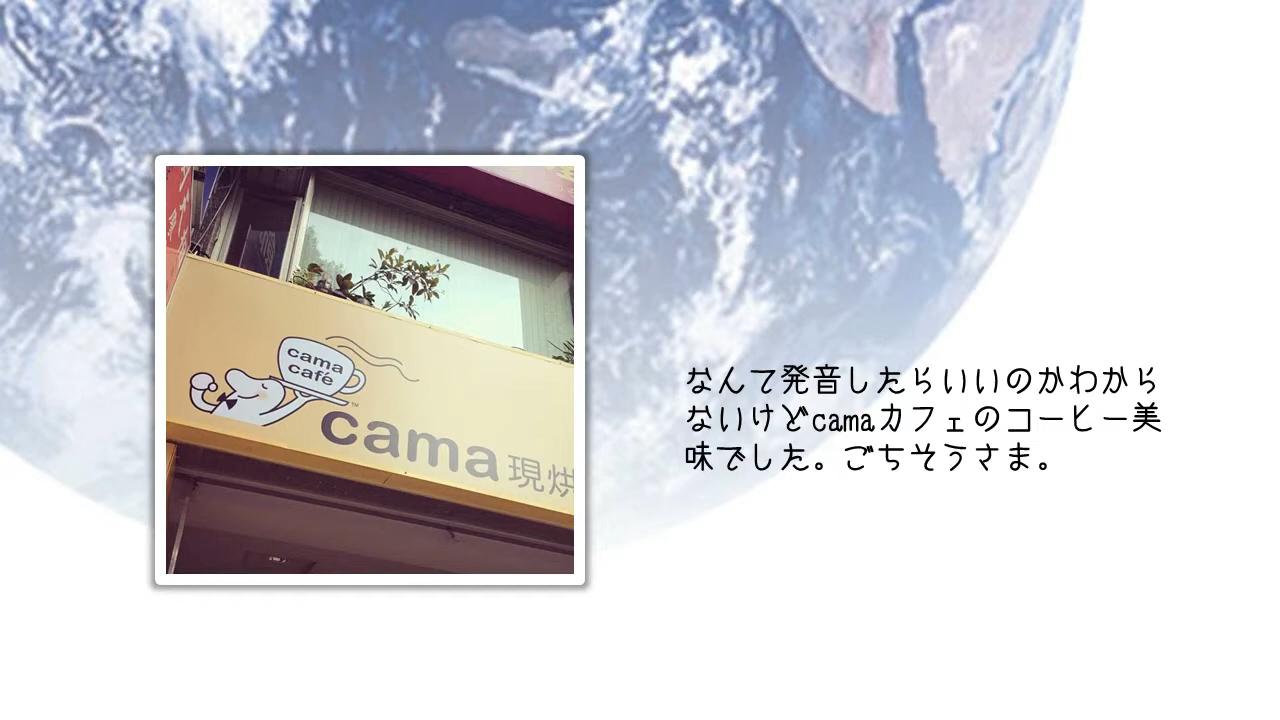 cama
café
cama 現烘
なんて発音したらいいのかわから
ないけどcamaカフェのコーヒー美
味でした。ごちそうさま。